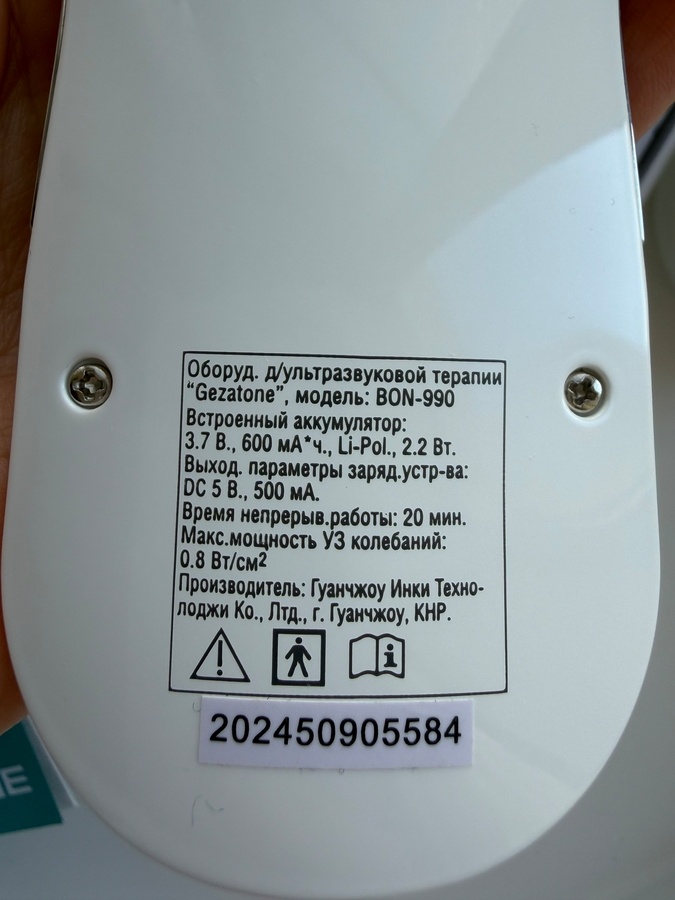 Оборуд. д/ультразвуковой терапии
“Gezatone”, модель: BON-990
Встроенный аккумулятор:
3.7 В., 600 мА*ч., Li-Pol., 2.2 Вт.
Выход. параметры заряд.устр-ва:
DC 5 В., 500 мА.
Время непрерыв.работы: 20 мин.
Макс.мощность УЗ колебаний:
0.8 Вт/см²
Производитель: Гуанчжоу Инки Техно-
лоджи Ко., Лтд., г. Гуанчжоу, КНР.
202450905584